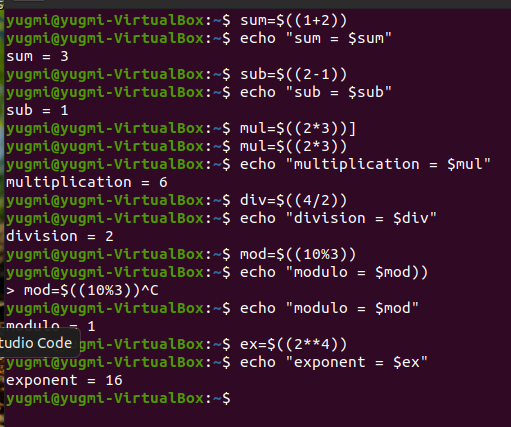 yugmi@yugmi-VirtualBox:~$ sum=$((1+2))
yugmi@yugmi-VirtualBox:~$ echo "sum = $sum"
sum = 3
yugmi@yugmi-VirtualBox:~$ sub=$((2-1))
yugmi@yugmi-VirtualBox:~$ echo "sub = $sub"
sub = 1
yugmi@yugmi-VirtualBox:~$ mul=$((2*3))]
yugmi@yugmi-VirtualBox:~$ mul=$((2*3))
yugmi@yugmi-VirtualBox:~$ echo "multiplication = $mul"
multiplication = 6
yugmi@yugmi-VirtualBox:~$ div=$((4/2))
yugmi@yugmi-VirtualBox:~$ echo "division = $div"
division = 2
yugmi@yugmi-VirtualBox:~$ mod=$((10%3))
yugmi@yugmi-VirtualBox:~$ echo "modulo = $mod))
> mod=$((10%3))^C
yugmi@yugmi-VirtualBox:~$ echo "modulo = $mod"
modulo = 1
tudio Code
yugmi@yugmi-VirtualBox:~$ ex=$((2**4))
yugmi@yugmi-VirtualBox:~$ echo "exponent = $ex"
exponent = 16
yugmi@yugmi-VirtualBox:~$